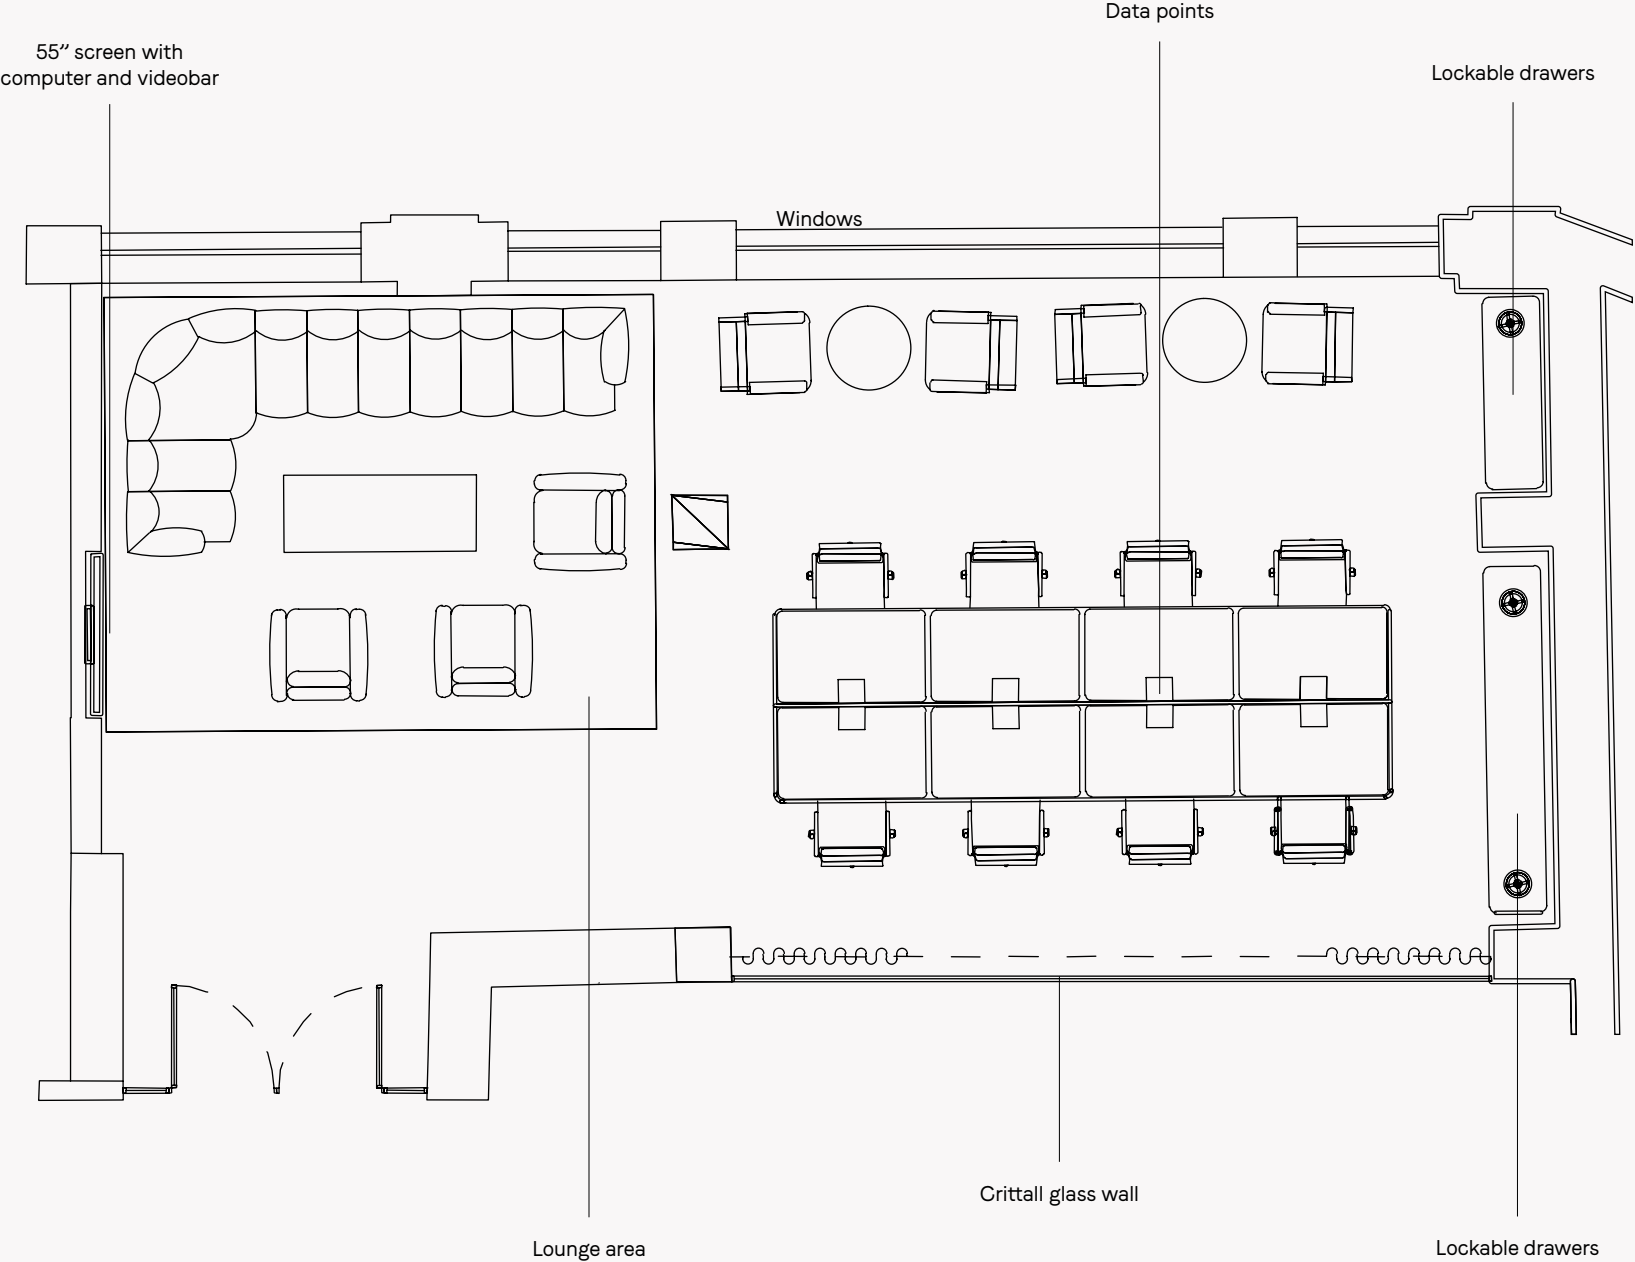 Data points
55” screen with
computer and videobar
Lockable drawers
Windows
Crittall glass wall
Lounge area
Lockable drawers